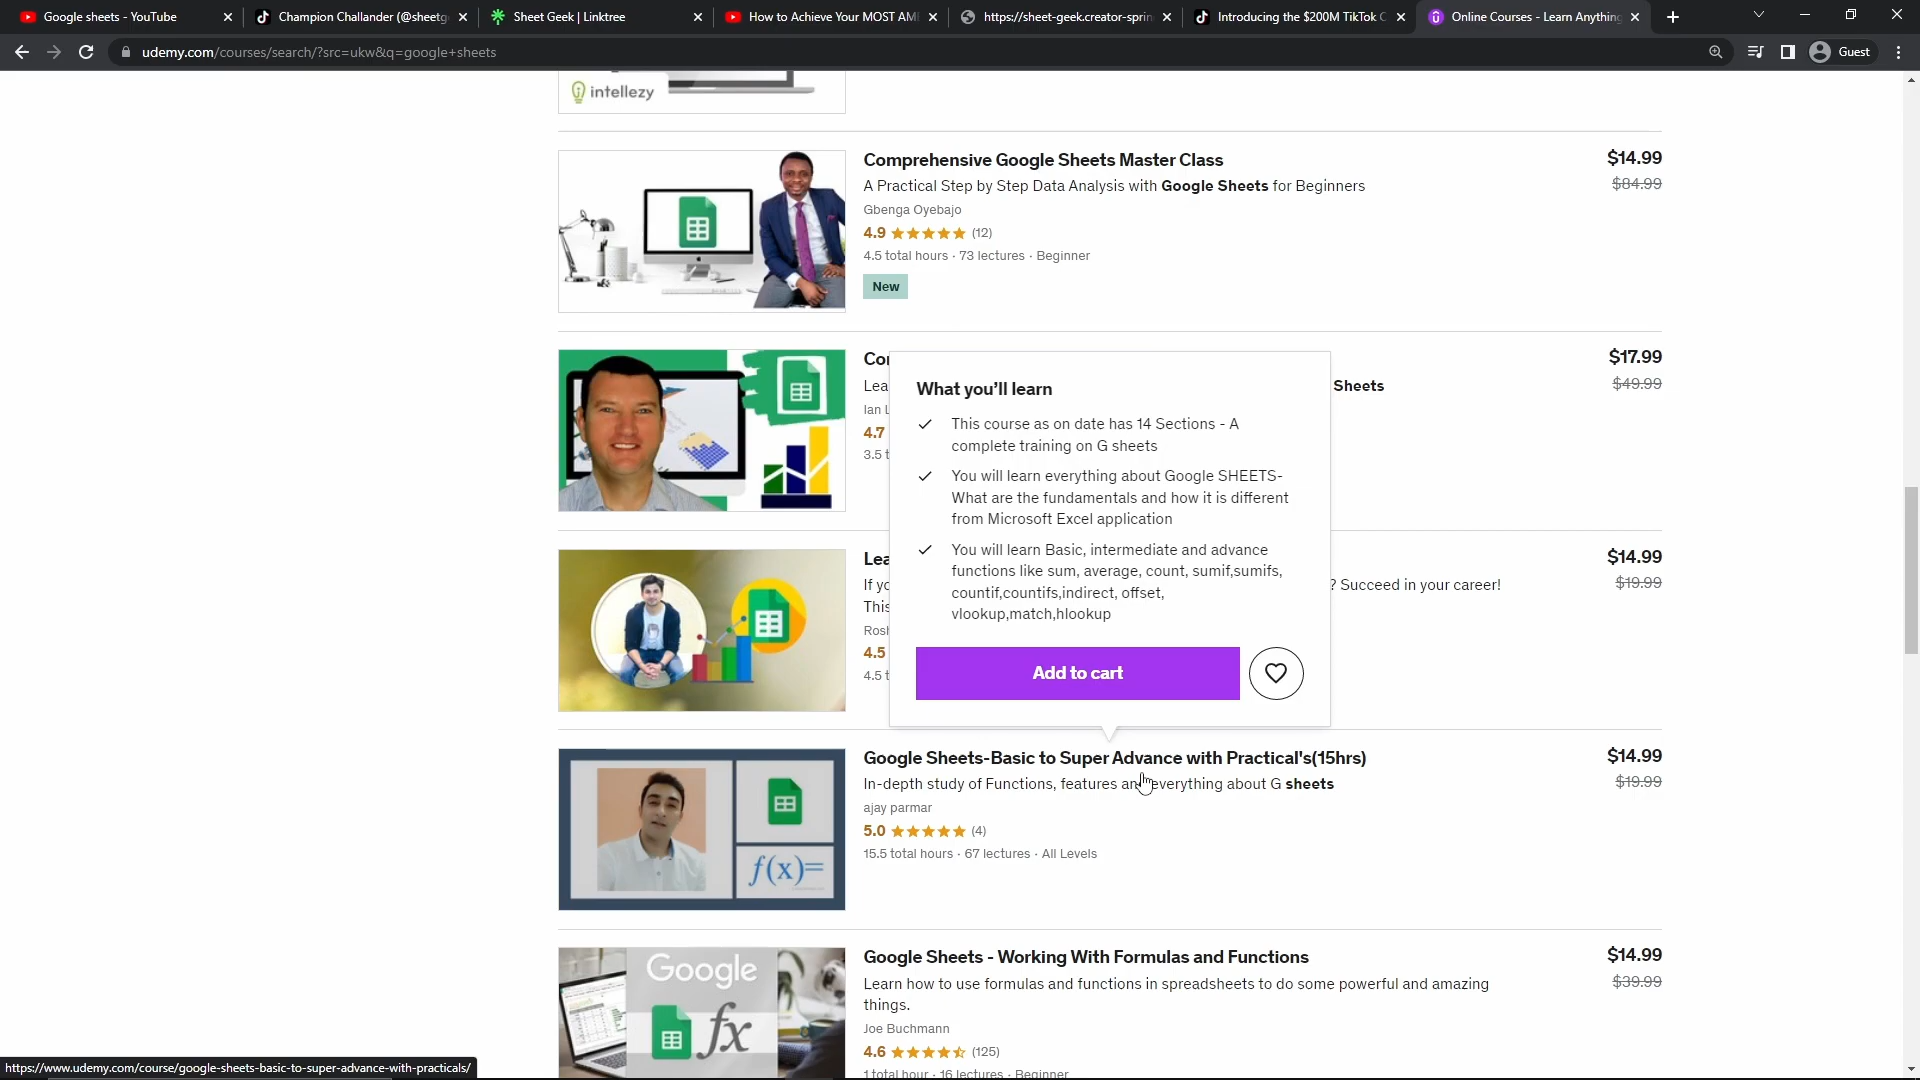 Google sheets - YouTube
Champion Challander (@sheetg
Sheet Geek | Linktree
How to Achieve Your MOST AM
https://sheet-geek.creator-sprin
Introducing the $200M TikTok C
Online Courses - Learn Anything
udemy.com/courses/search/?src=ukw&q=google+sheets
Guest
intellezy
Comprehensive Google Sheets Master Class
$14.99
A Practical Step by Step Data Analysis with Google Sheets for Beginners
$84.99
Gbenga Oyebajo
4.9 (12)
4.5 total hours · 73 lectures · Beginner
New
Co
$17.99
Lea
Sheets
$49.99
Ian L
4.7
3.5 t
What you'll learn
This course as on date has 14 Sections - A
complete training on G sheets
You will learn everything about Google SHEETS-
What are the fundamentals and how it is different
from Microsoft Excel application
You will learn Basic, intermediate and advance
functions like sum, average, count, sumif,sumifs,
countif,countifs,indirect, offset,
vlookup,match,hlookup
Add to cart
Lea
$14.99
If yo
? Succeed in your career!
$19.99
This
Rosh
4.5
4.5 t
Google Sheets-Basic to Super Advance with Practical's(15hrs)
$14.99
In-depth study of Functions, features an everything about G sheets
$19.99
ajay parmar
5.0 (4)
15.5 total hours · 67 lectures · All Levels
f(x)=
Google Sheets - Working With Formulas and Functions
$14.99
Learn how to use formulas and functions in spreadsheets to do some powerful and amazing
things.
$39.99
Joe Buchmann
4.6 (125)
1 total hour · 16 lectures · Beginner
Google
fx
https://www.udemy.com/course/google-sheets-basic-to-super-advance-with-practicals/